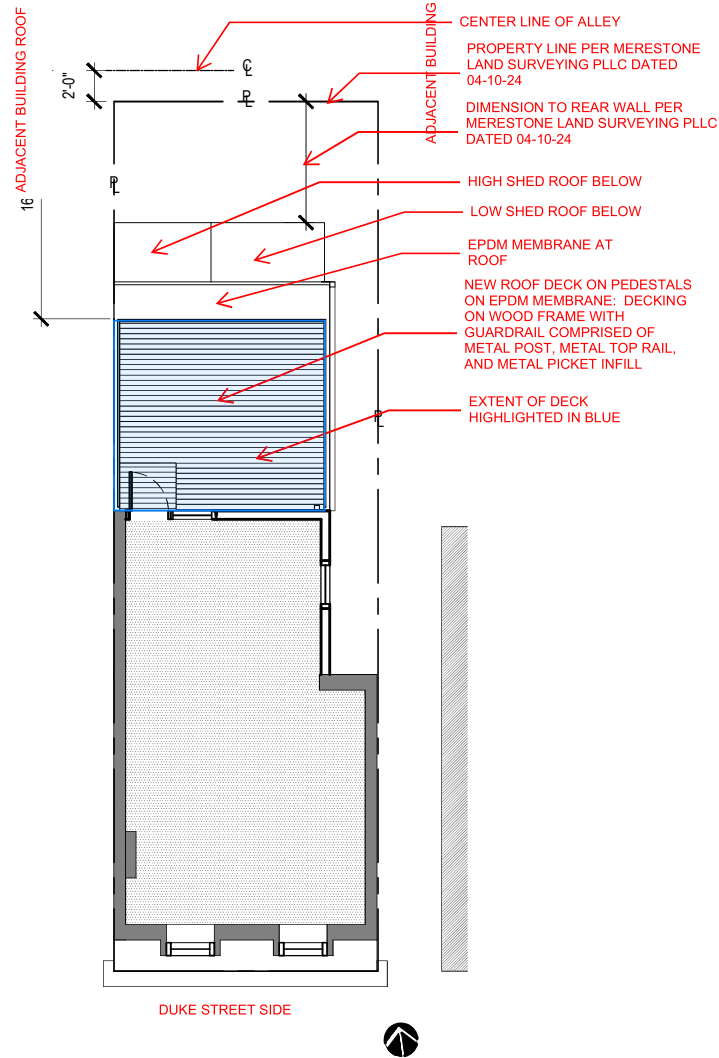 CENTER LINE OF ALLEY
PROPERTY LINE PER MERESTONE
LAND SURVEYING PLLC DATED
04-10-24
DIMENSION TO REAR WALL PER
MERESTONE LAND SURVEYING PLLC
DATED 04-10-24
HIGH SHED ROOF BELOW
LOW SHED ROOF BELOW
EPDM MEMBRANE AT
ROOF
NEW ROOF DECK ON PEDESTALS
ON EPDM MEMBRANE: DECKING
ON WOOD FRAME WITH
GUARDRAIL COMPRISED OF
METAL POST, METAL TOP RAIL,
AND METAL PICKET INFILL
EXTENT OF DECK
HIGHLIGHTED IN BLUE
ADJACENT BUILDING ROOF
ADJACENT BUILDING
2'-0"
16
CL
PL
PL
PL
DUKE STREET SIDE